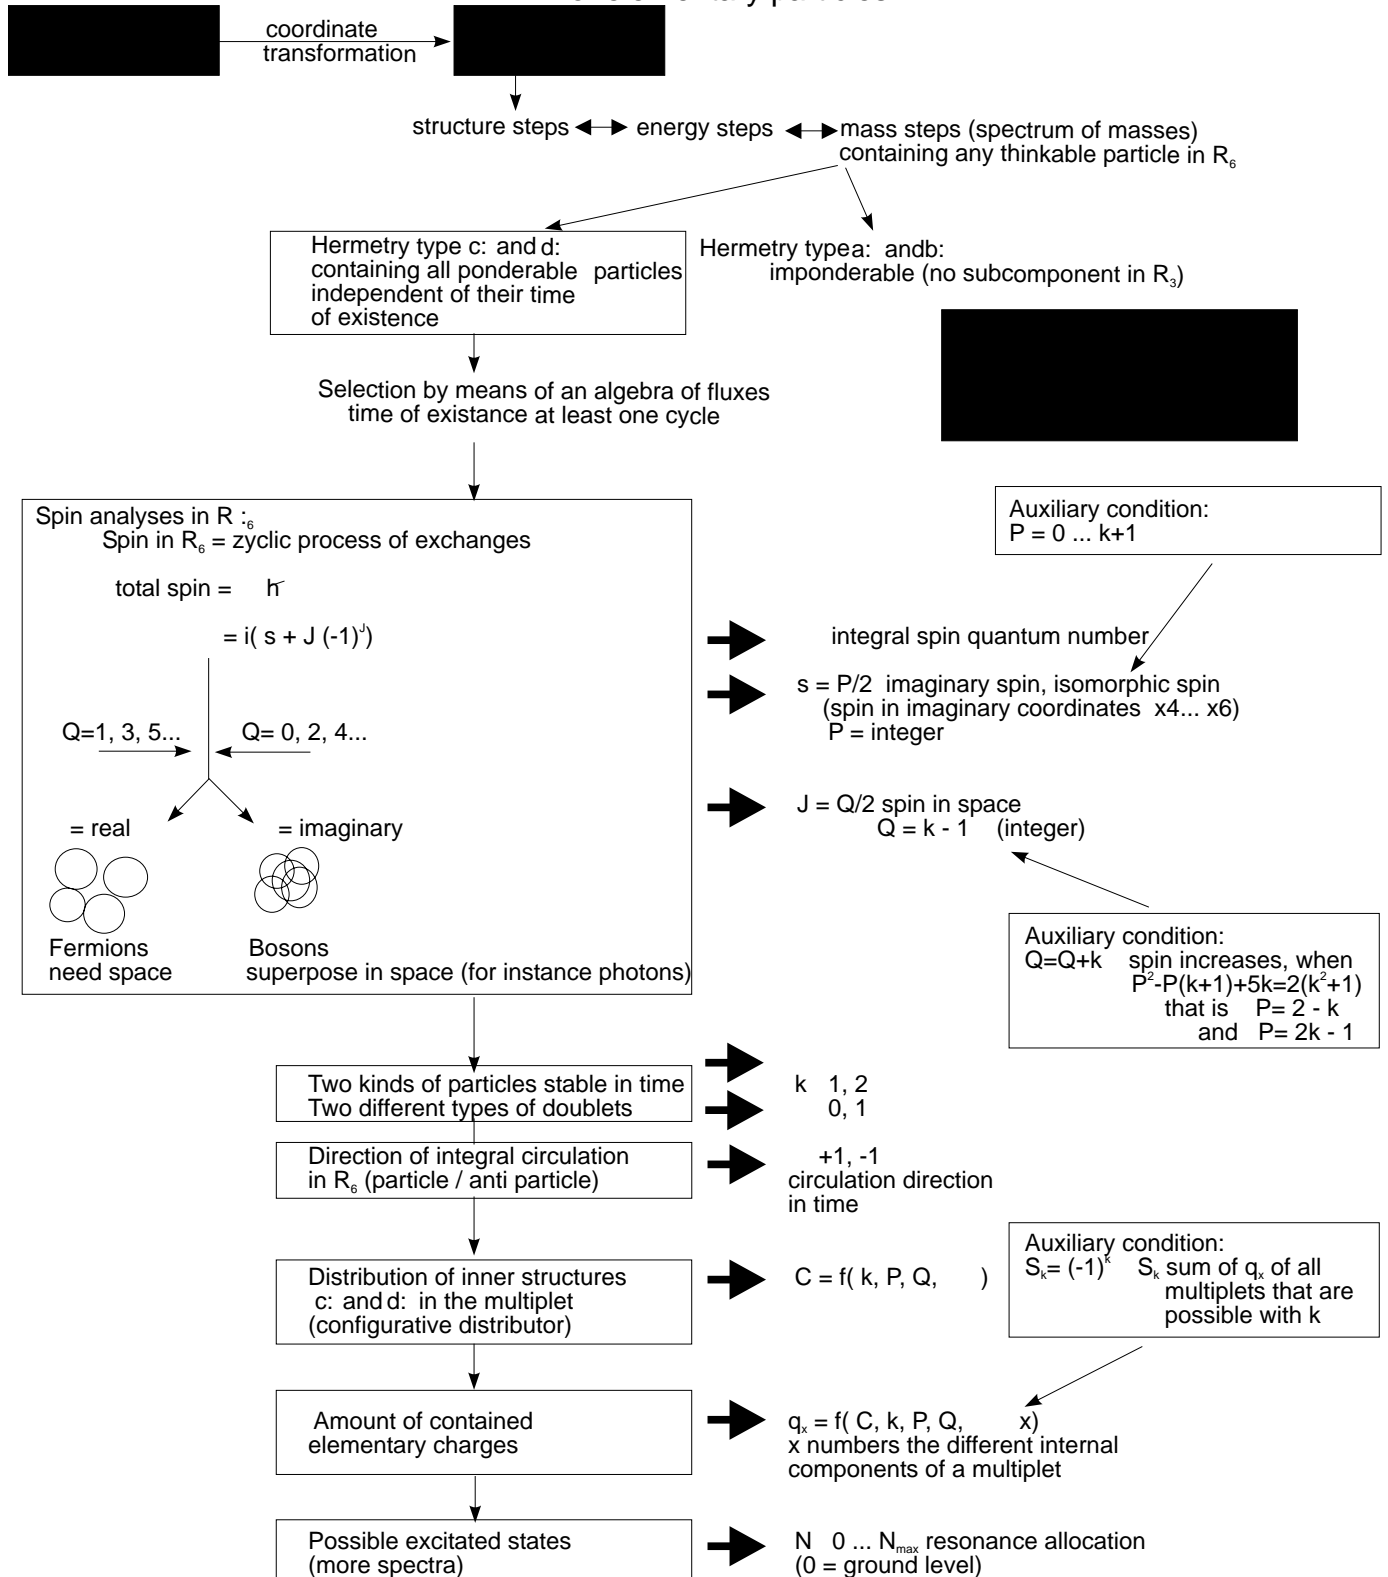 elementary particles
coordinate
transformation
structure steps energy steps mass steps (spectrum of masses)
containing any thinkable particle in R₆
Hermetry type c: and d:
containing all ponderable particles
independent of their time
of existence
Hermetry type a: and b:
imponderable (no subcomponent in R₃)
Selection by means of an algebra of fluxes
time of existance at least one cycle
Spin analyses in R :₆
Spin in R₆ = zyclic process of exchanges
total spin = ħ
= i( s + J (-1)ᴶ)
Q=1, 3, 5... Q= 0, 2, 4...
= real = imaginary
Fermions
need space
Bosons
superpose in space (for instance photons)
Auxiliary condition:
P = 0 ... k+1
integral spin quantum number
s = P/2 imaginary spin, isomorphic spin
(spin in imaginary coordinates x4... x6)
P = integer
J = Q/2 spin in space
Q = k - 1 (integer)
Auxiliary condition:
Q=Q+k spin increases, when
P²-P(k+1)+5k=2(k²+1)
that is P= 2 - k
and P= 2k - 1
Two kinds of particles stable in time
Two different types of doublets
k 1, 2
0, 1
Direction of integral circulation
in R₆ (particle / anti particle)
+1, -1
circulation direction
in time
Distribution of inner structures
c: and d: in the multiplet
(configurative distributor)
C = f( k, P, Q, )
Auxiliary condition:
Sₖ= (-1)ᵏ Sₖ sum of qₓ of all
multiplets that are
possible with k
Amount of contained
elementary charges
qₓ = f( C, k, P, Q, x)
x numbers the different internal
components of a multiplet
Possible excitated states
(more spectra)
N 0 ... Nₘₐₓ resonance allocation
(0 = ground level)